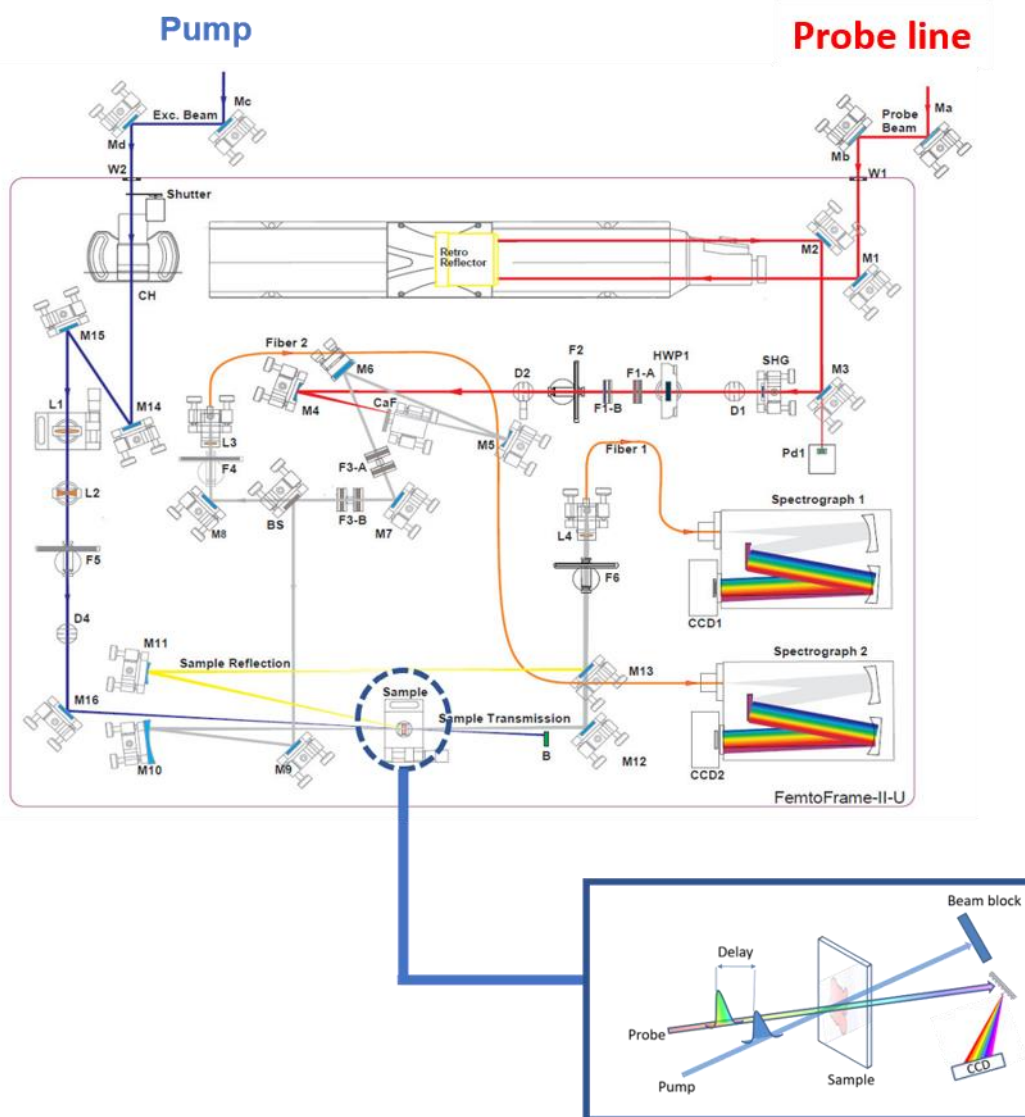 Pump
Probe line
Mc
Exc. Beam
Md
W2
Shutter
CH
Ma
Probe
Beam
Mb
W1
Retro
Reflector
M2
M1
M15
M14
Fiber 2
M6
F2
HWP1
SHG
M3
D2
F1-A
F1-B
D1
M4
CaF
M5
Pd1
L1
L3
F4
F3-A
Fiber 1
L2
M8
BS
F3-B
M7
L4
Spectrograph 1
F5
F6
CCD1
D4
M11
Sample Reflection
M13
Spectrograph 2
M16
Sample
Sample Transmission
M10
M9
B
M12
CCD2
FemtoFrame-II-U
Beam block
Delay
Probe
Pump
Sample
CCD